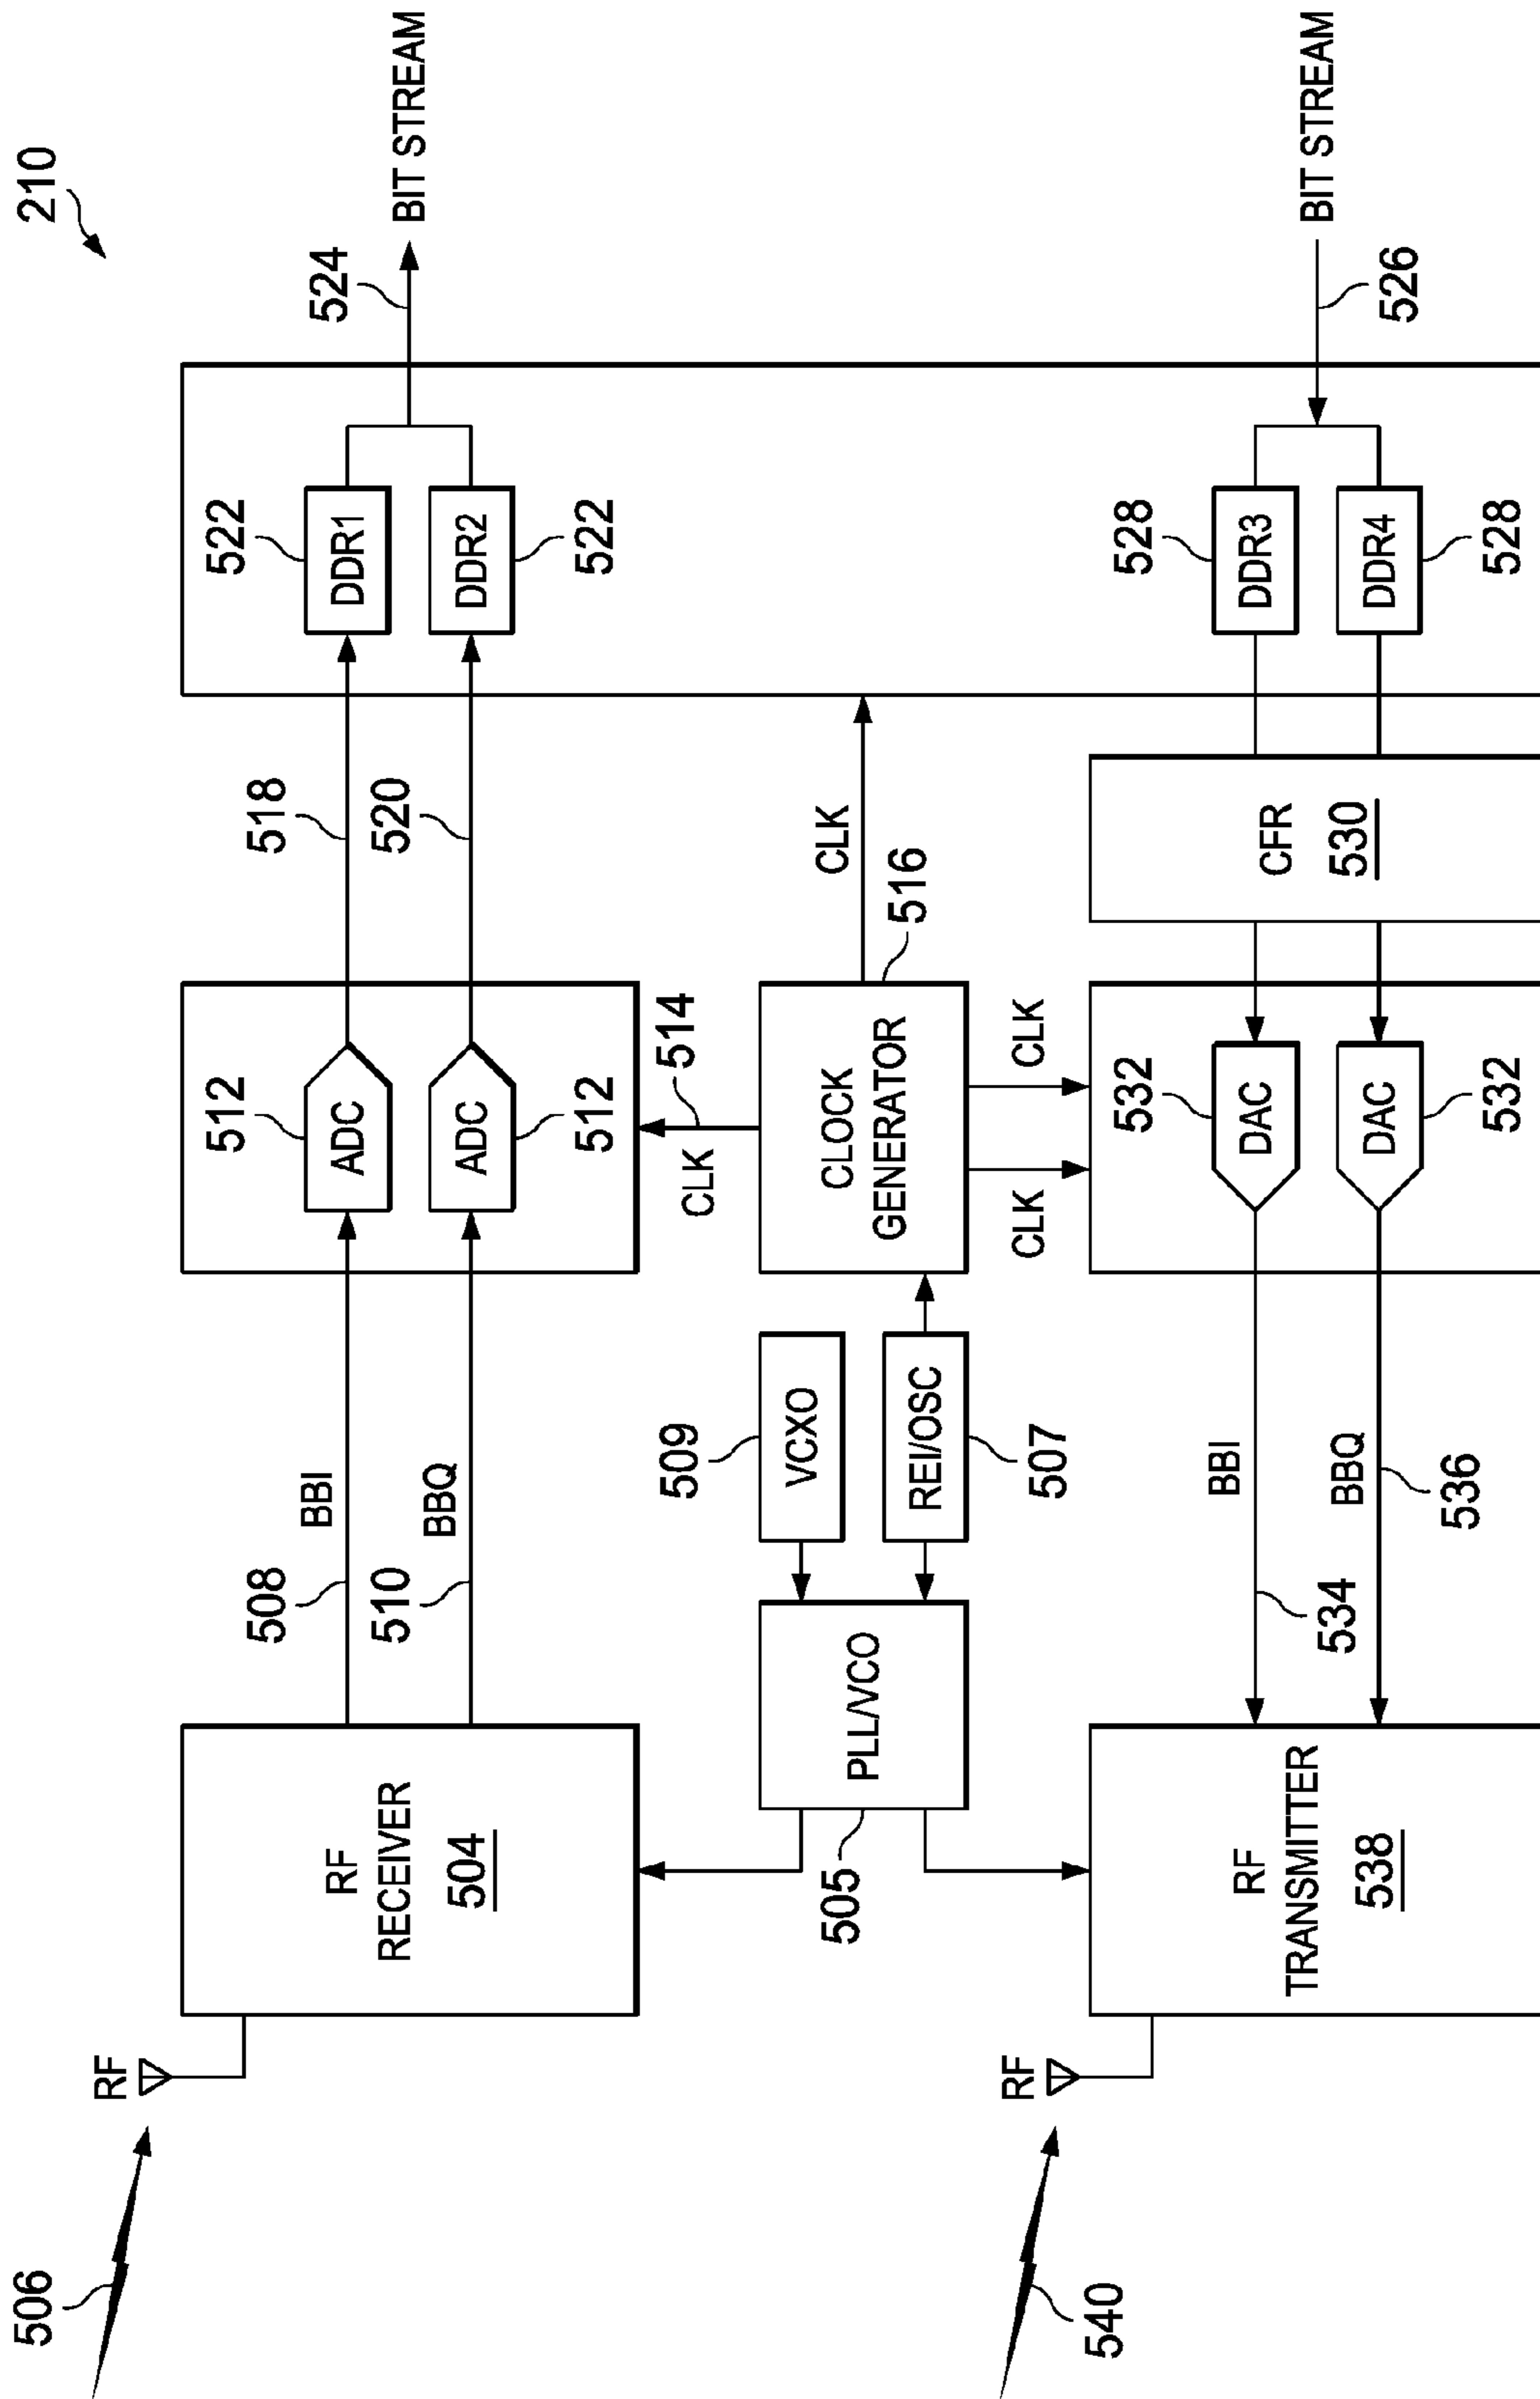 210
506
RF
RF
RECEIVER
504
508
BBI
510
BBQ
512
ADC
ADC
512
518
520
522
DDR1
DDR2
522
524
BIT STREAM
505
PLL/VCO
509
VCXO
REI/OSC
507
CLK
514
CLOCK
GENERATOR
516
CLK
CLK
CLK
540
RF
RF
TRANSMITTER
538
534
BBI
BBQ
536
532
DAC
DAC
532
CFR
530
528
DDR3
DDR4
528
526
BIT STREAM